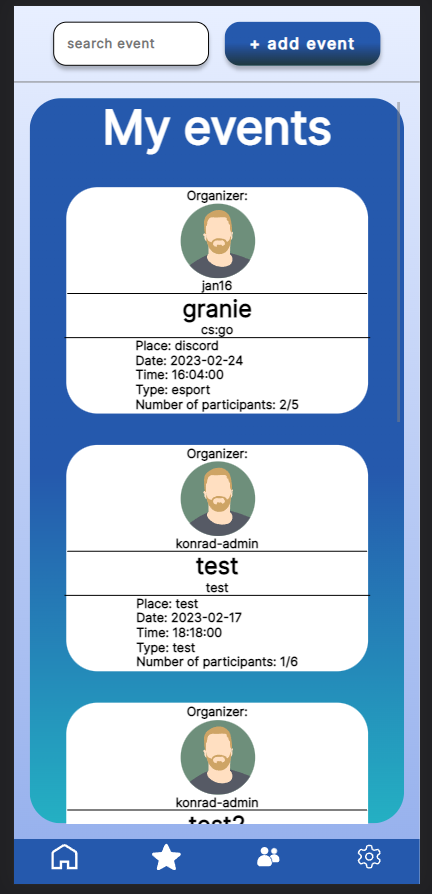 search event
+ add event
My events
Organizer:
jan16
granie
cs:go
Place: discord
Date: 2023-02-24
Time: 16:04:00
Type: esport
Number of participants: 2/5
Organizer:
konrad-admin
test
test
Place: test
Date: 2023-02-17
Time: 18:18:00
Type: test
Number of participants: 1/6
Organizer:
konrad-admin
test2